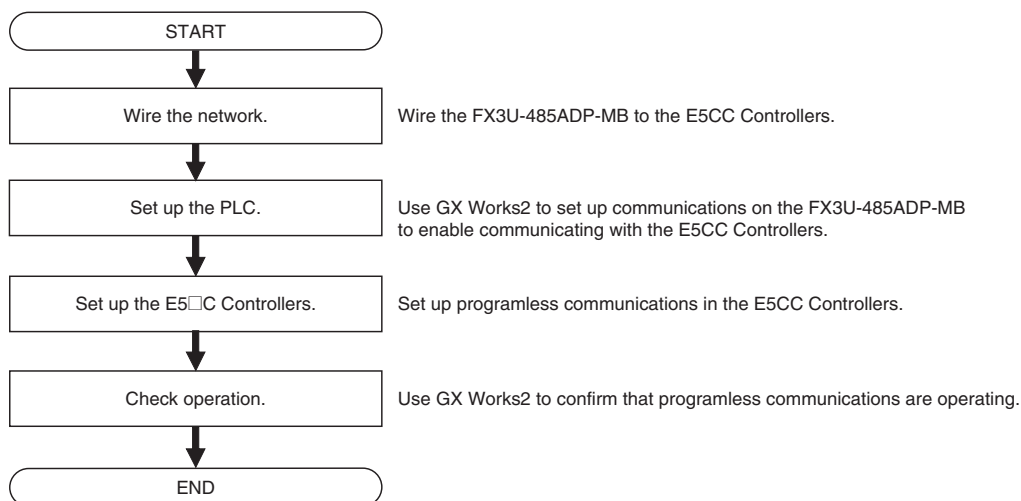 START
Wire the network.
Wire the FX3U-485ADP-MB to the E5CC Controllers.
Set up the PLC.
Use GX Works2 to set up communications on the FX3U-485ADP-MB
to enable communicating with the E5CC Controllers.
Set up the E5□C Controllers.
Set up programless communications in the E5CC Controllers.
Check operation.
Use GX Works2 to confirm that programless communications are operating.
END